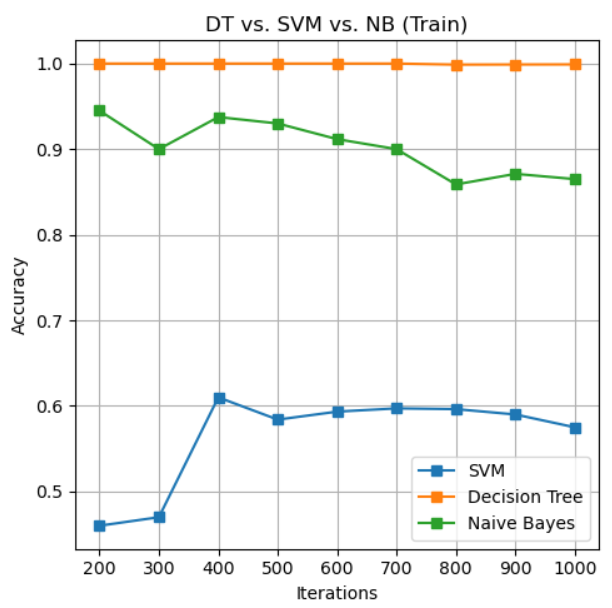 DT vs. SVM vs. NB (Train)
1.0
0.9
0.8
0.7
0.6
0.5
Accuracy
200 300 400 500 600 700 800 900 1000
Iterations
SVM
Decision Tree
Naive Bayes